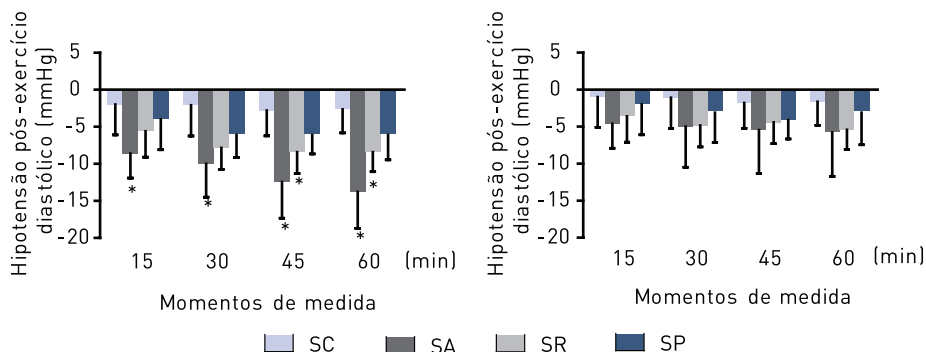 Hipotensão pós-exercício
diastólico (mmHg)
5
0
-5
-10
-15
-20
*
*
*
*
*
*
15 30 45 60 (min)
Momentos de medida
Hipotensão pós-exercício
diastólico (mmHg)
5
0
-5
-10
-15
-20
15 30 45 60 (min)
Momentos de medida
SC SA SR SP